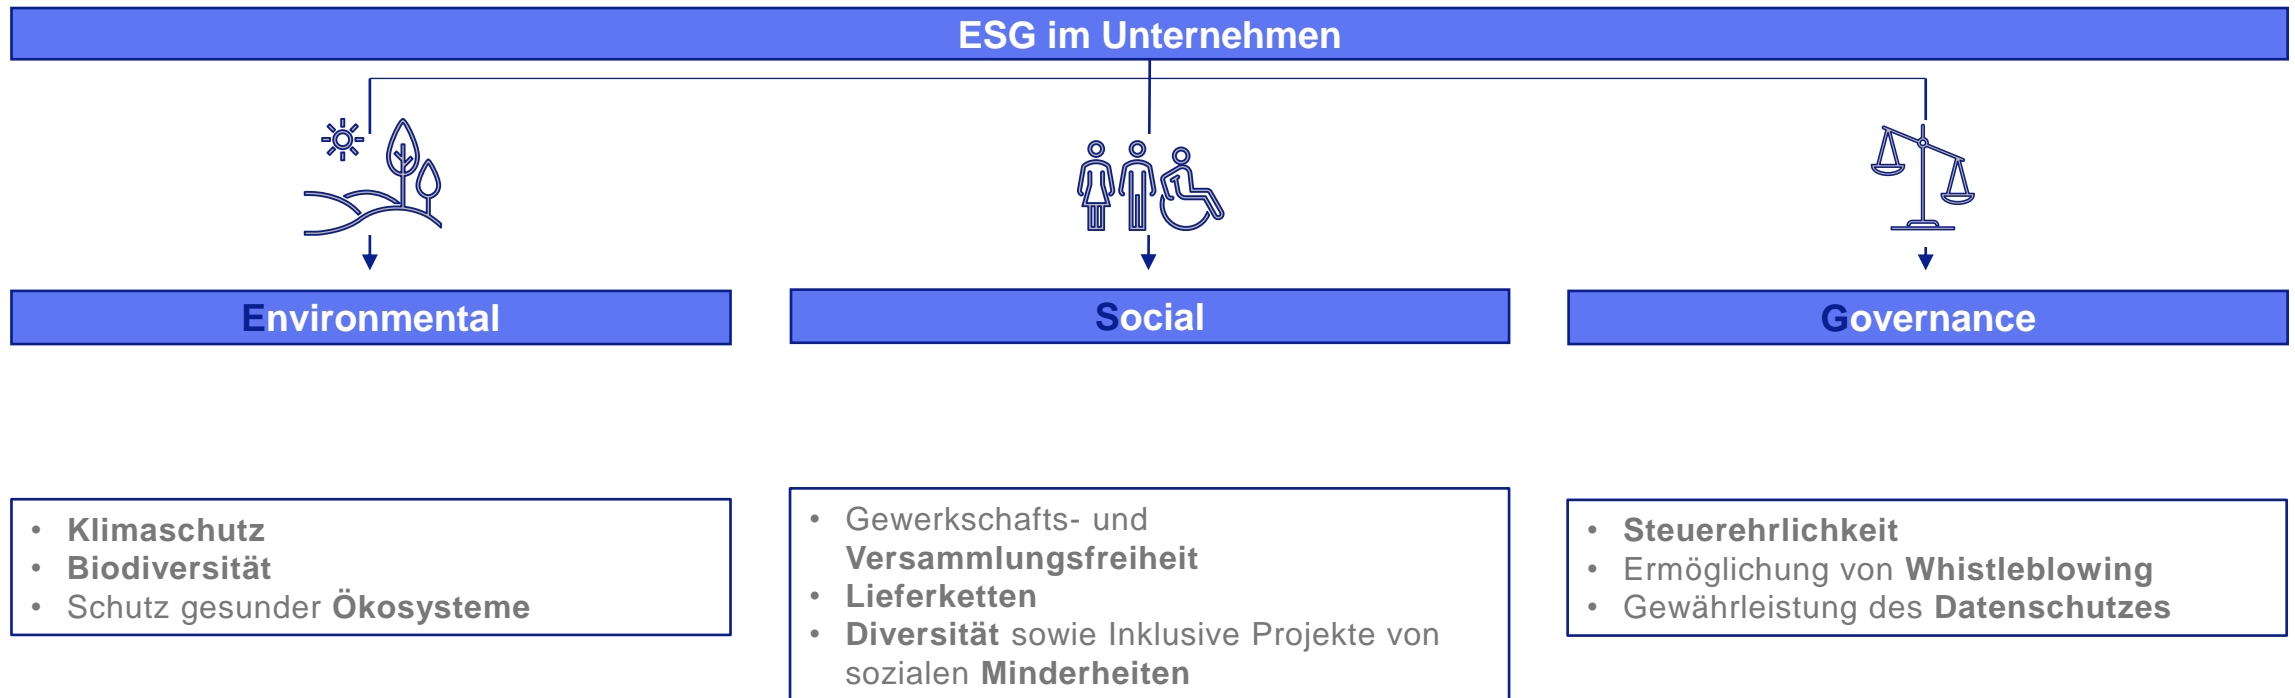 ESG im Unternehmen
Environmental
Social
Governance
• Klimaschutz
• Biodiversität
• Schutz gesunder Ökosysteme
• Gewerkschafts- und
Versammlungsfreiheit
• Lieferketten
• Diversität sowie Inklusive Projekte von
sozialen Minderheiten
• Steuerehrlichkeit
• Ermöglichung von Whistleblowing
• Gewährleistung des Datenschutzes